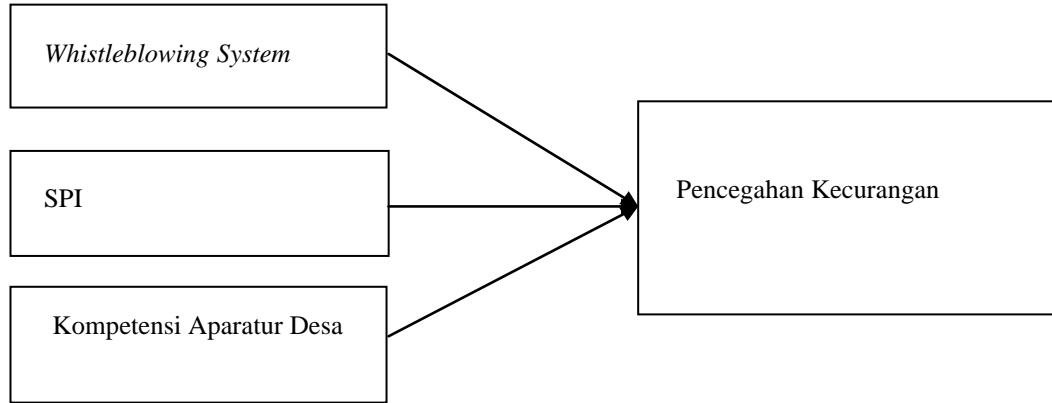 Whistleblowing System
SPI
Pencegahan Kecurangan
Kompetensi Aparatur Desa